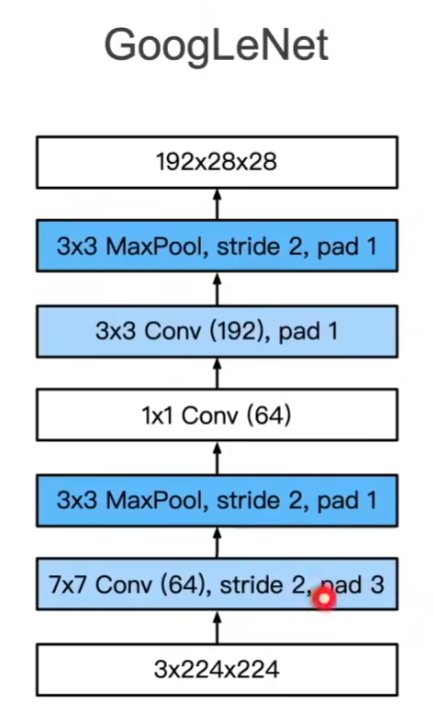 GoogLeNet
192x28x28
3x3 MaxPool, stride 2, pad 1
3x3 Conv (192), pad 1
1x1 Conv (64)
3x3 MaxPool, stride 2, pad 1
7x7 Conv (64), stride 2, pad 3
3x224x224